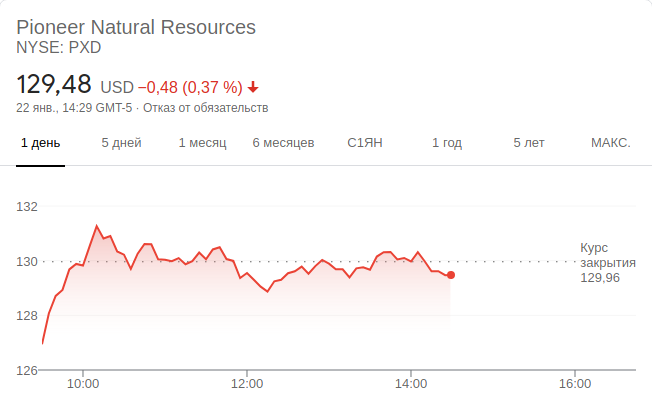 Pioneer Natural Resources
NYSE: PXD
129,48 USD −0,48 (0,37 %)
22 янв., 14:29 GMT-5 · Отказ от обязательств
1 день 5 дней 1 месяц 6 месяцев С1ЯН 1 год 5 лет МАКС.
132
130
128
126
Курс
закрытия
129,96
10:00 12:00 14:00 16:00